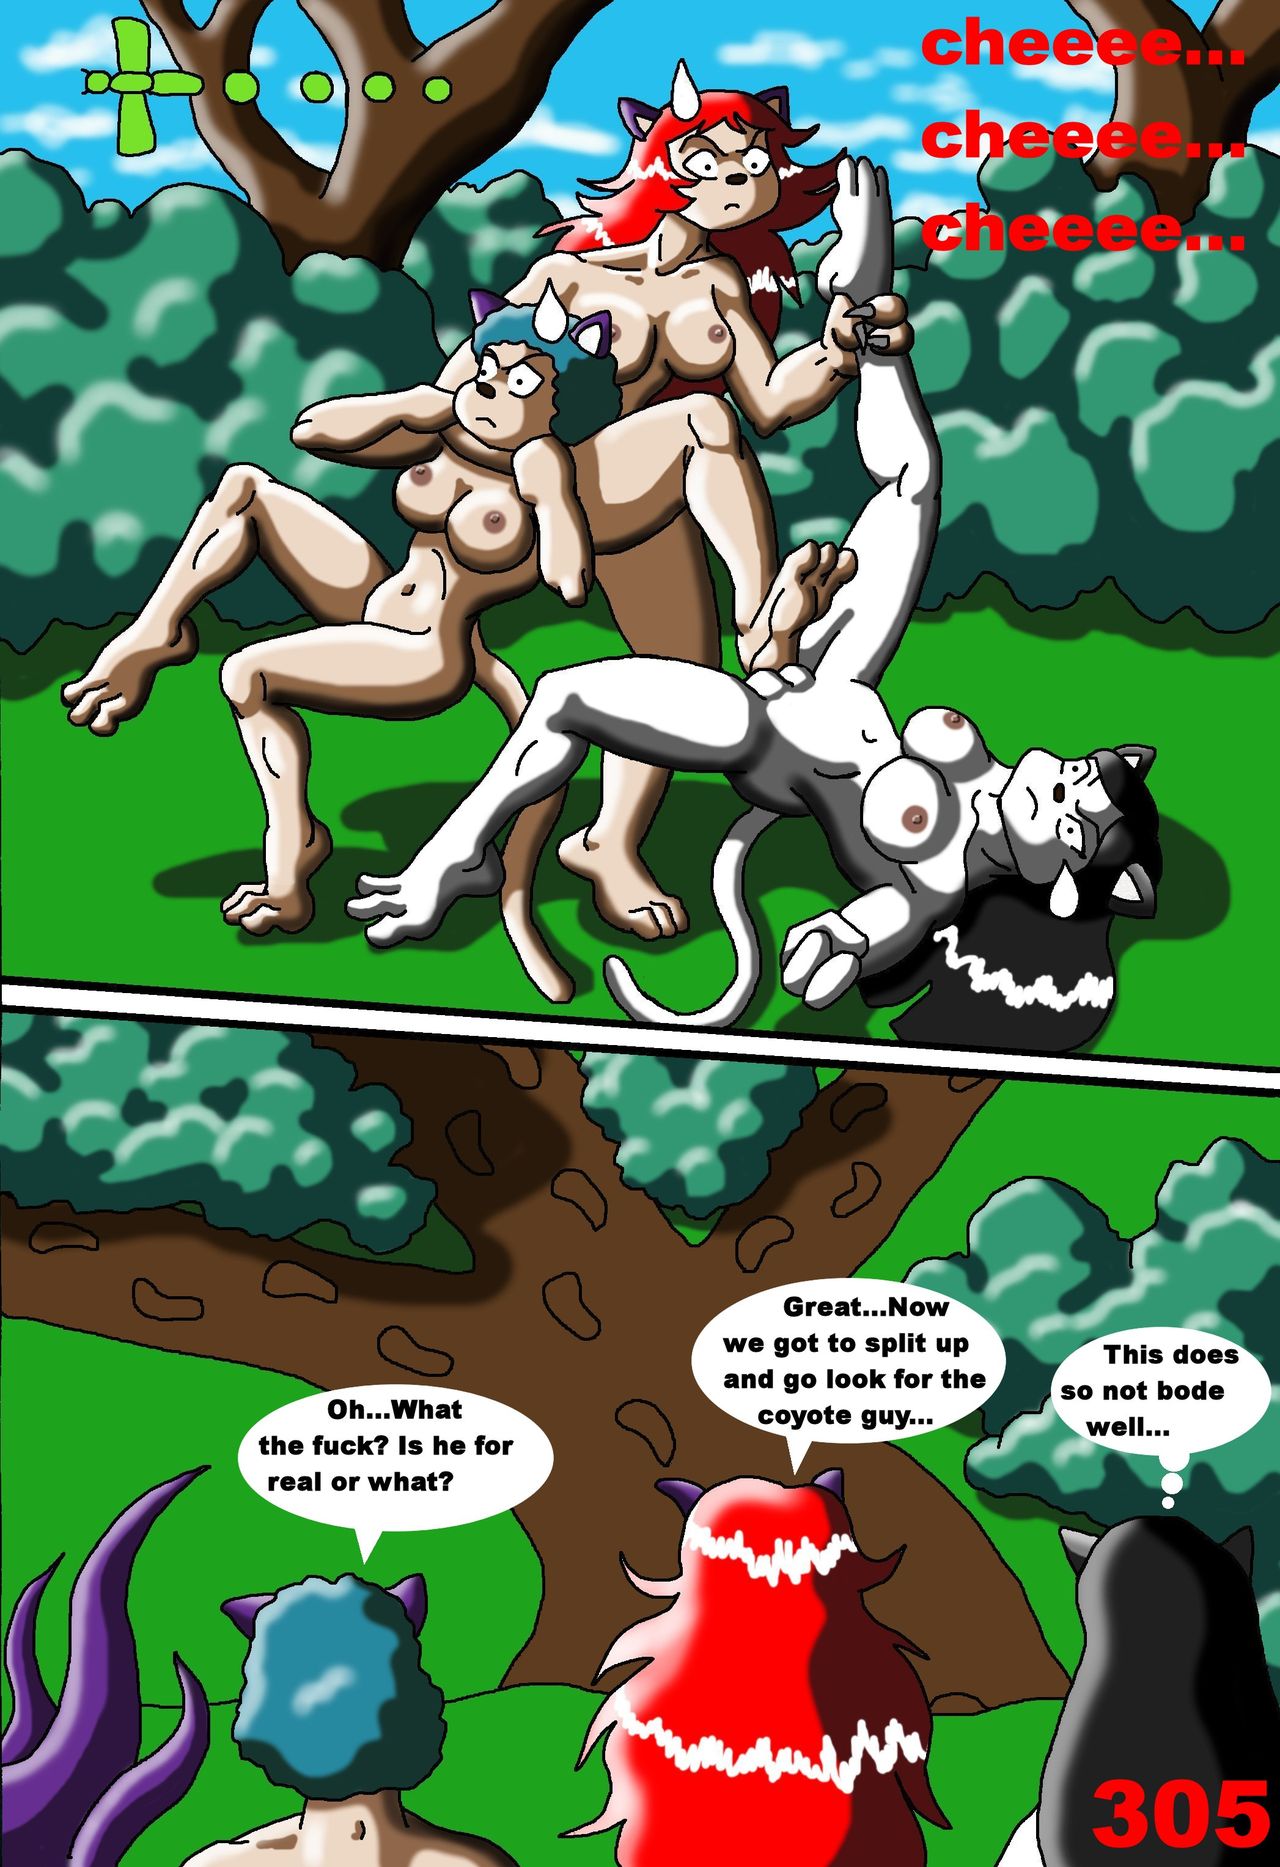 cheeee...
cheeee...
cheeee...
Oh...What
the fuck? Is he for
real or what?
Great...Now
we got to split up
and go look for the
coyote guy...
This does
so not bode
well...
305